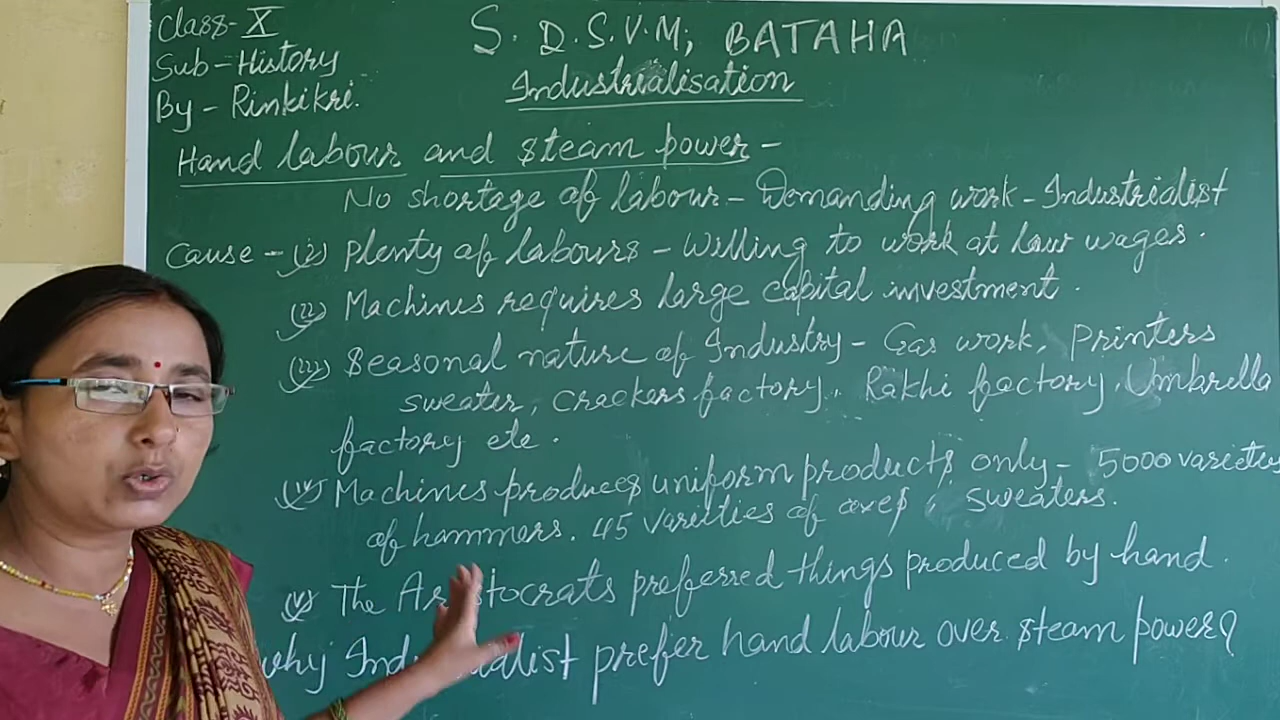 Class- X
Sub-History
By - Rinkikri.
S. D.S.V.M; BATAHA
Industrialisation
Hand labour and steam power -
No shortage of labour - Demanding work - Industrialist
Cause - (i) Plenty of labours - Willing to work at low wages.
(ii) Machines requires large capital investment.
(iii) Seasonal nature of Industry - Gas work, Printers
sweater, crackers factory, Rakhi factory, Umbrella
factory etc.
(iv) Machines produces uniform products only - 5000 varieties
of hammers. 45 varieties of axes, sweaters.
(v) The Aristocrats preferred things produced by hand.
why prefer hand labour over steam power?